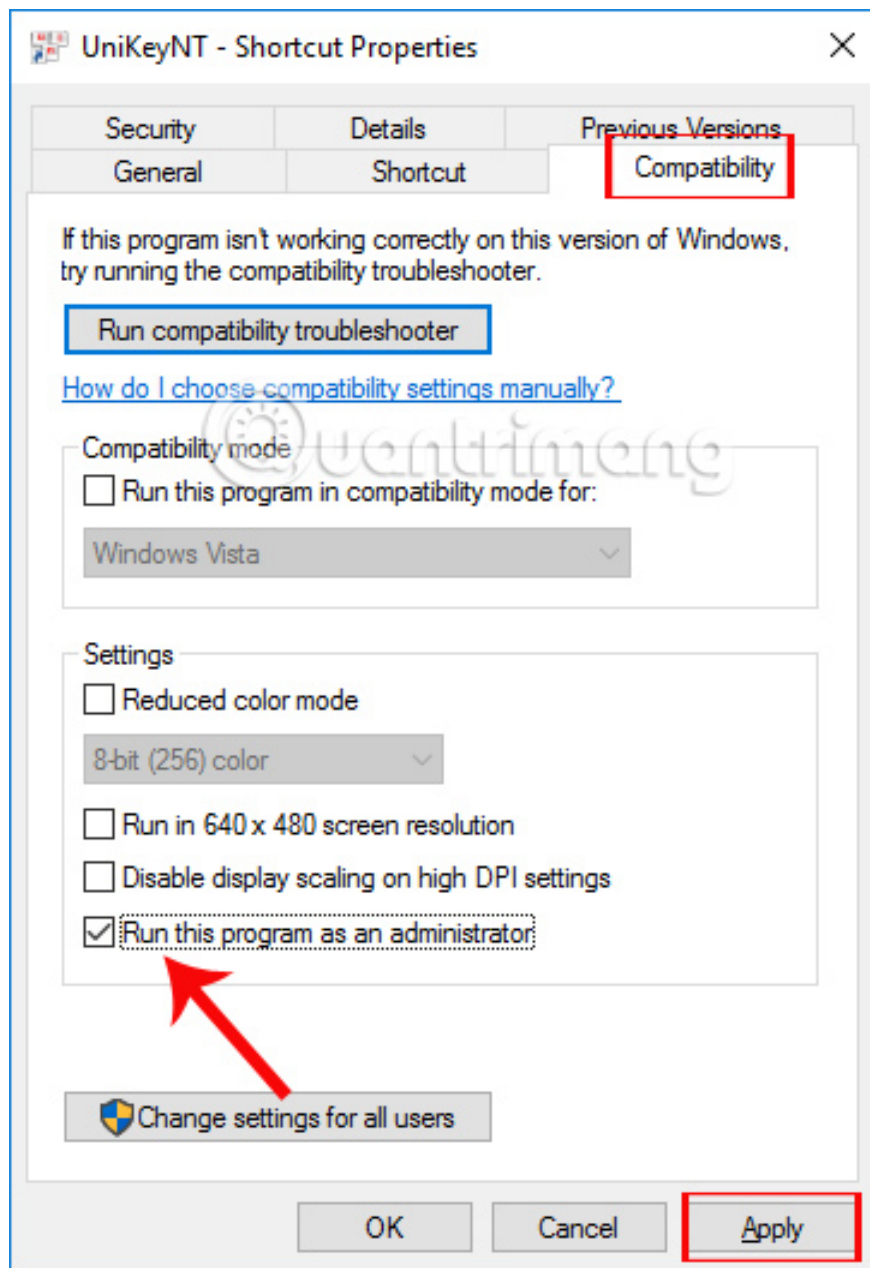 UniKeyNT - Shortcut Properties
Security Details Previous Versions
General Shortcut Compatibility
If this program isn't working correctly on this version of Windows,
try running the compatibility troubleshooter.
Run compatibility troubleshooter
How do I choose compatibility settings manually?
Quantrimang
Compatibility mode
Run this program in compatibility mode for:
Windows Vista
Settings
Reduced color mode
8-bit (256) color
Run in 640 x 480 screen resolution
Disable display scaling on high DPI settings
Run this program as an administrator
Change settings for all users
OK Cancel Apply